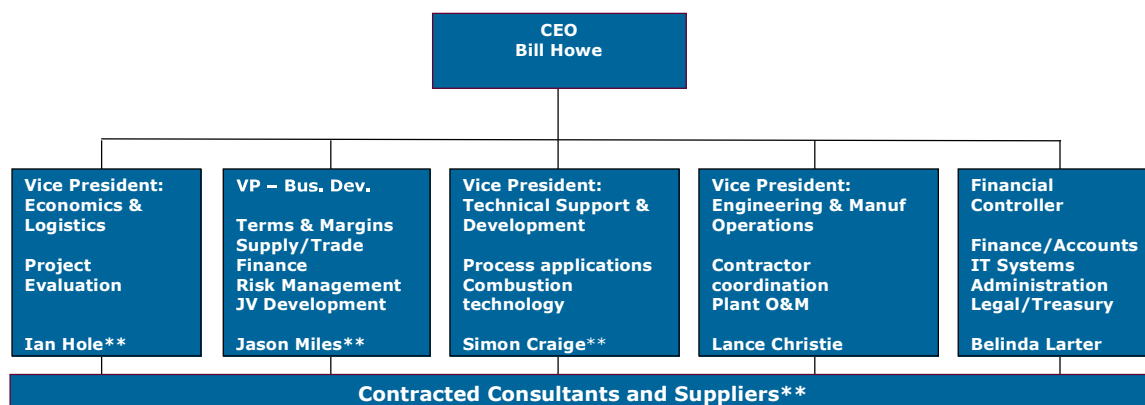 CEO
Bill Howe
Vice President:
Economics &
Logistics
Project
Evaluation
Ian Hole**
VP – Bus. Dev.
Terms & Margins
Supply/Trade
Finance
Risk Management
JV Development
Jason Miles**
Vice President:
Technical Support &
Development
Process applications
Combustion
technology
Simon Craige**
Vice President:
Engineering & Manuf
Operations
Contractor
coordination
Plant O&M
Lance Christie
Financial
Controller
Finance/Accounts
IT Systems
Administration
Legal/Treasury
Belinda Larter
Contracted Consultants and Suppliers**